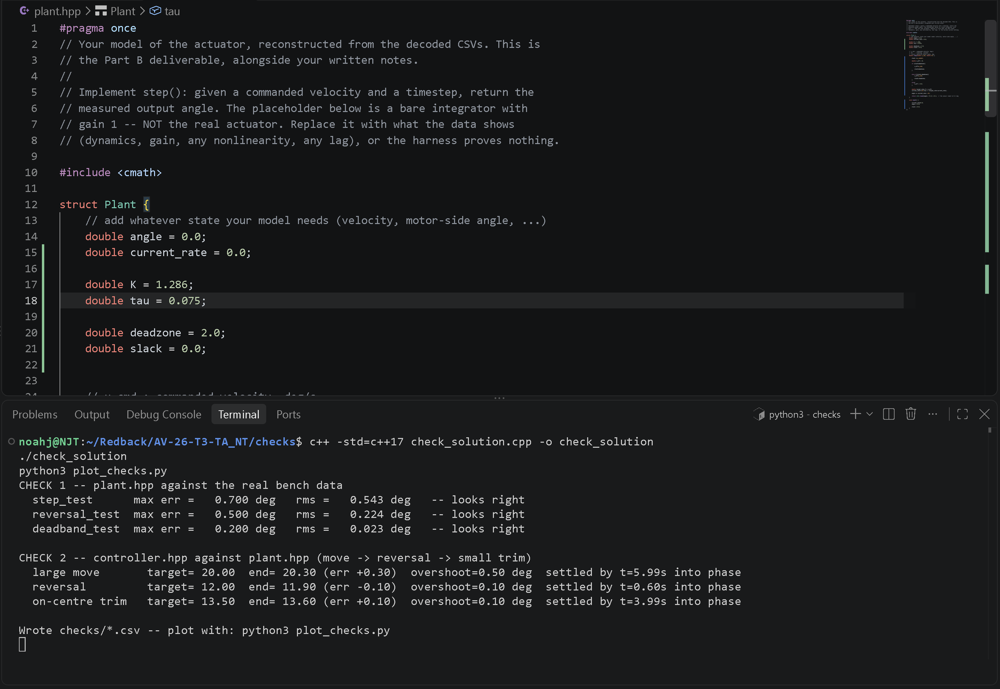 plant.hpp > Plant > tau
1 #pragma once
2 // Your model of the actuator, reconstructed from the decoded CSVs. This is
3 // the Part B deliverable, alongside your written notes.
4 //
5 // Implement step(): given a commanded velocity and a timestep, return the
6 // measured output angle. The placeholder below is a bare integrator with
7 // gain 1 -- NOT the real actuator. Replace it with what the data shows
8 // (dynamics, gain, any nonlinearity, any lag), or the harness proves nothing.
9
10 #include <cmath>
11
12 struct Plant {
13 // add whatever state your model needs (velocity, motor-side angle, ...)
14 double angle = 0.0;
15 double current_rate = 0.0;
16
17 double K = 1.286;
18 double tau = 0.075;
19
20 double deadzone = 2.0;
21 double slack = 0.0;
22
23
Problems Output Debug Console Terminal Ports python3 - checks
noahj@NJT:~/Redback/AV-26-T3-TA_NT/checks$ c++ -std=c++17 check_solution.cpp -o check_solution
./check_solution
python3 plot_checks.py
CHECK 1 -- plant.hpp against the real bench data
step_test max err = 0.700 deg rms = 0.543 deg -- looks right
reversal_test max err = 0.500 deg rms = 0.224 deg -- looks right
deadband_test max err = 0.200 deg rms = 0.023 deg -- looks right
CHECK 2 -- controller.hpp against plant.hpp (move -> reversal -> small trim)
large move target= 20.00 end= 20.30 (err +0.30) overshoot=0.50 deg settled by t=5.99s into phase
reversal target= 12.00 end= 11.90 (err -0.10) overshoot=0.10 deg settled by t=0.60s into phase
on-centre trim target= 13.50 end= 13.60 (err +0.10) overshoot=0.10 deg settled by t=3.99s into phase
Wrote checks/*.csv -- plot with: python3 plot_checks.py